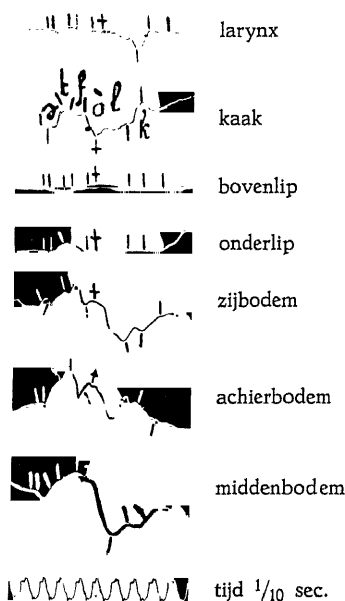 larynx
a t f ò l k
kaak
bovenlip
onderlip
zijbodem
achierbodem
middenbodem
tijd 1/10 sec.